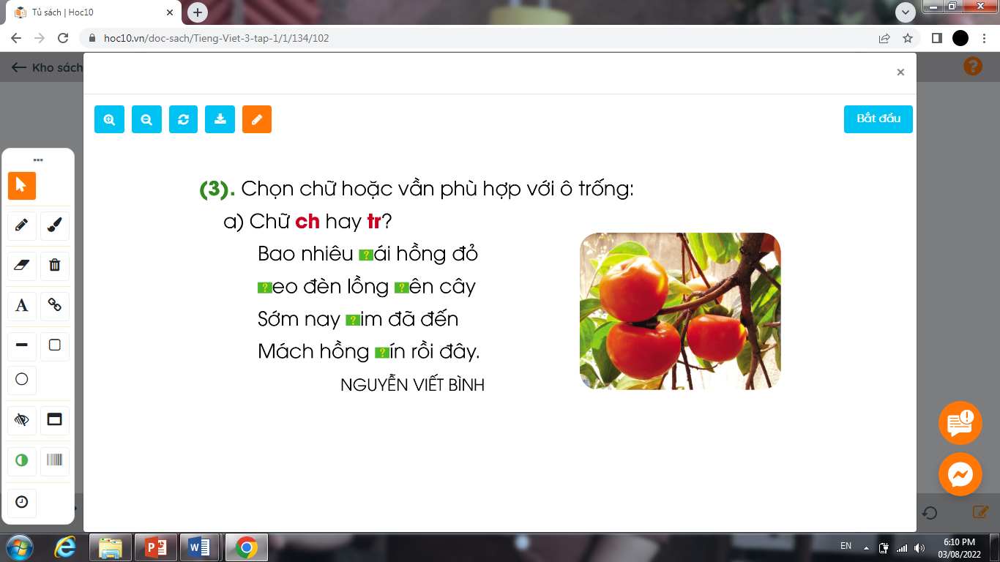 Tủ sách | Hoc10
hoc10.vn/doc-sach/Tieng-Viet-3-tap-1/1/134/102
Kho sách
Bắt đầu
(3). Chọn chữ hoặc vần phù hợp với ô trống:
a) Chữ ch hay tr?
Bao nhiêu ?ái hồng đỏ
?eo đèn lồng ?ên cây
Sớm nay ?im đã đến
Mách hồng ?ín rồi đây.
NGUYỄN VIẾT BÌNH
A
EN
6:10 PM
03/08/2022